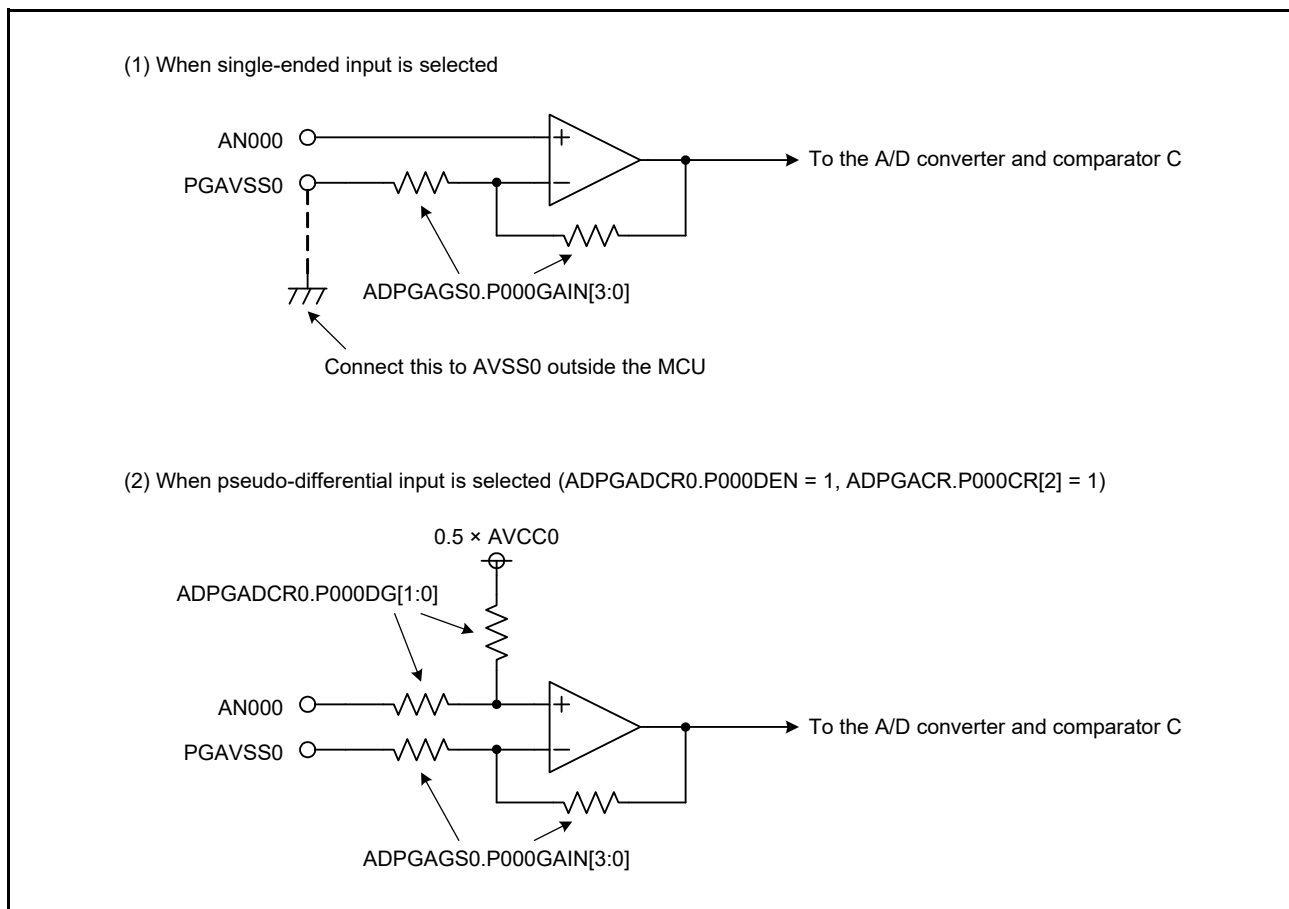 (1) When single-ended input is selected
AN000
+
To the A/D converter and comparator C
PGAVSS0
−
ADPGAGS0.P000GAIN[3:0]
Connect this to AVSS0 outside the MCU
(2) When pseudo-differential input is selected (ADPGADCR0.P000DEN = 1, ADPGACR.P000CR[2] = 1)
0.5 × AVCC0
ADPGADCR0.P000DG[1:0]
AN000
+
To the A/D converter and comparator C
PGAVSS0
−
ADPGAGS0.P000GAIN[3:0]